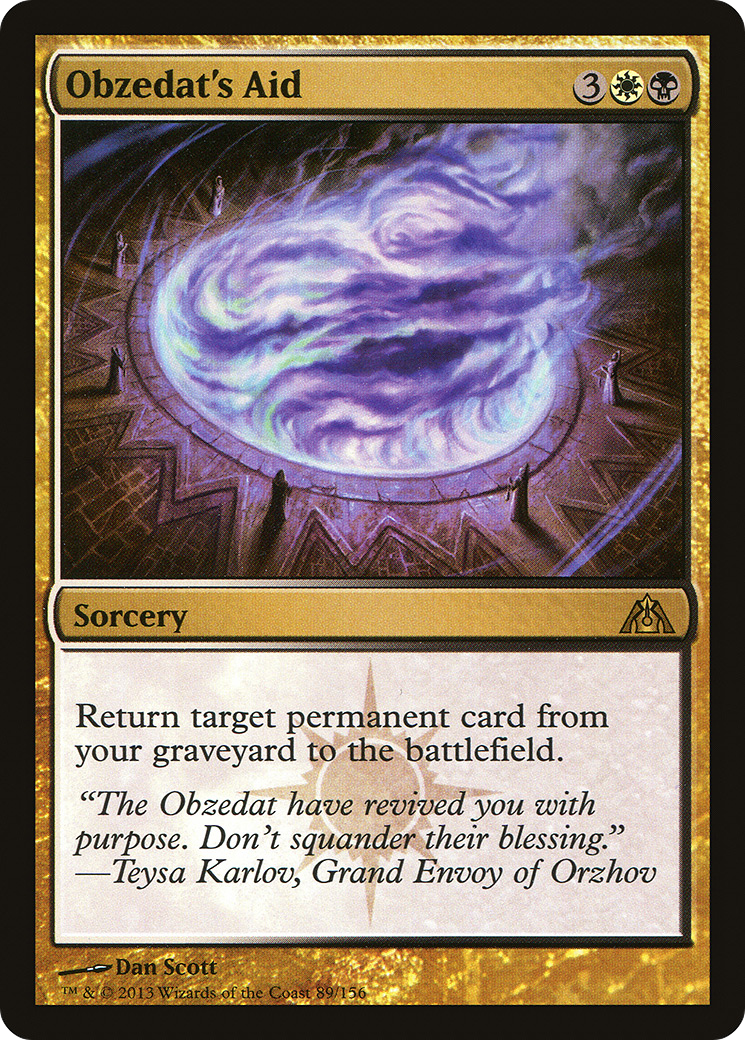 Obzedat's Aid 3
Sorcery
Return target permanent card from
your graveyard to the battlefield.
“The Obzedat have revived you with
purpose. Don't squander their blessing.”
—Teysa Karlov, Grand Envoy of Orzhov
Dan Scott
™ & © 2013 Wizards of the Coast 89/156